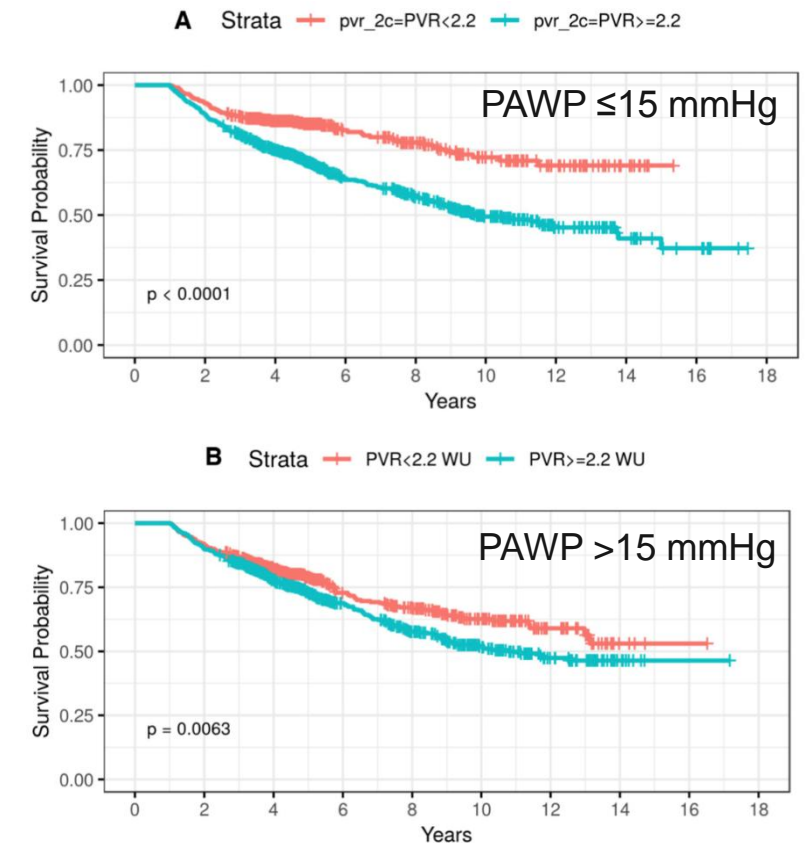 A Strata pvr_2c=PVR<2.2 pvr_2c=PVR>=2.2
PAWP ≤15 mmHg
Survival Probability
1.00
0.75
0.50
0.25
0.00
p < 0.0001
0 2 4 6 8 10 12 14 16 18
Years
B Strata PVR<2.2 WU PVR>=2.2 WU
PAWP >15 mmHg
Survival Probability
1.00
0.75
0.50
0.25
0.00
p = 0.0063
0 2 4 6 8 10 12 14 16 18
Years